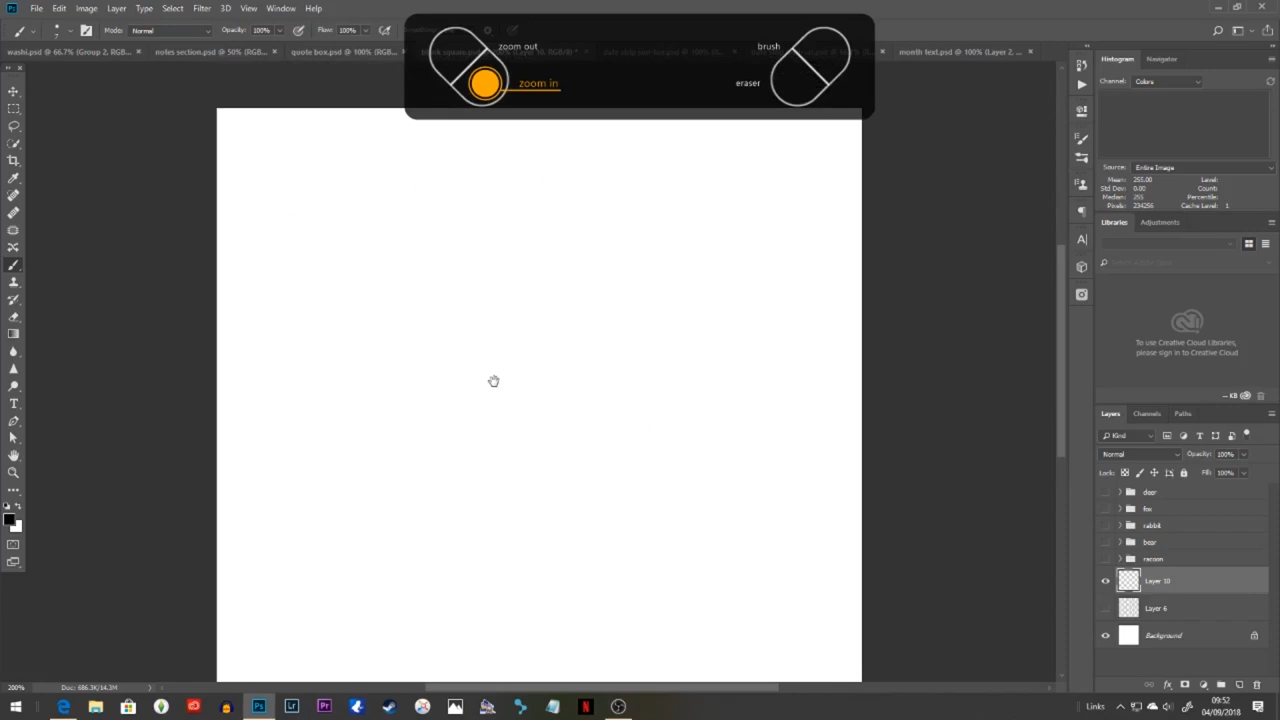 File Edit Image Layer Type Select Filter 3D View Window Help
Mode: Normal Opacity: 100% Flow: 100%
zoom out
zoom in
brush
eraser
washi.psd @ 66.7% (Group 2, RGB... × notes section.psd @ 50% (RGB/... × quote box.psd @ 100% (RGB/... month text.psd @ 100% (Layer 2, ... ×
Histogram Navigator
Channel: Colors
Source: Entire Image
Mean: 255.00 Level:
Std Dev: 0.00 Count:
Median: 255 Percentile:
Pixels: 234256 Cache Level: 1
Libraries Adjustments
To use Creative Cloud Libraries,
please sign in to Creative Cloud
-- KB
Layers Channels Paths
Kind
Normal Opacity: 100%
Lock: Fill: 100%
deer
fox
rabbit
bear
racoon
Layer 10
Layer 6
Background
200% Doc: 686.3K/14.3M
Links 09:52
04/09/2018